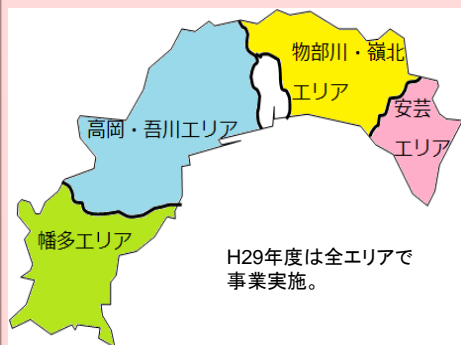 物部川・嶺北
エリア
安芸
エリア
高岡・吾川エリア
幡多エリア
H29年度は全エリアで
事業実施。